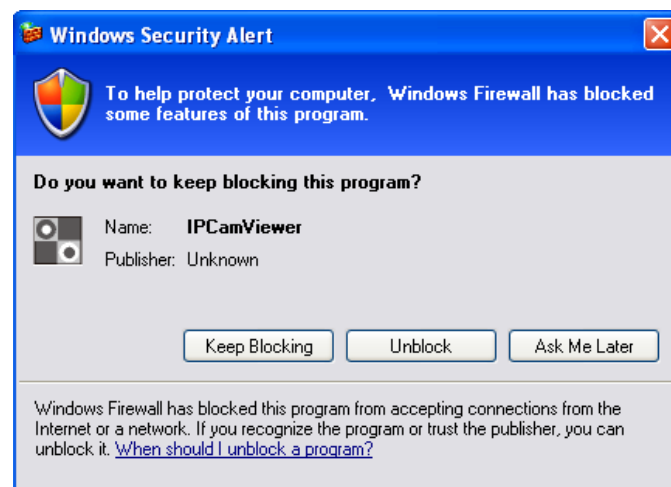 Windows Security Alert
To help protect your computer, Windows Firewall has blocked
some features of this program.
Do you want to keep blocking this program?
Name: IPCamViewer
Publisher: Unknown
Keep Blocking Unblock Ask Me Later
Windows Firewall has blocked this program from accepting connections from the
Internet or a network. If you recognize the program or trust the publisher, you can
unblock it. When should I unblock a program?